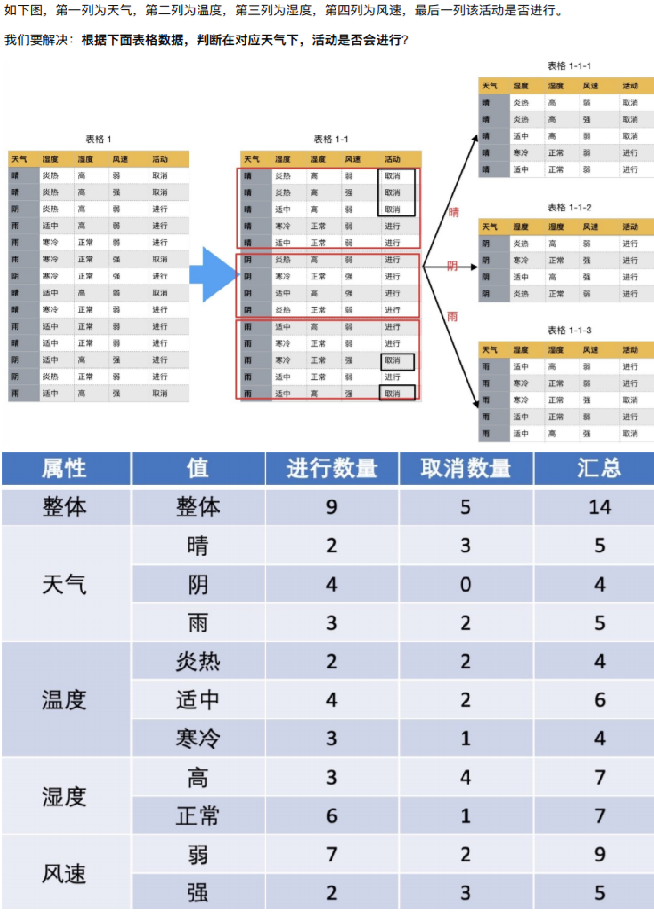 如下图，第一列为天气，第二列为温度，第三列为湿度，第四列为风速，最后一列该活动是否进行。
我们要解决：根据下面表格数据，判断在对应天气下，活动是否会进行?
表格 1
天气 温度 湿度 风速 活动
晴 炎热 高 弱 取消
晴 炎热 高 强 取消
阴 炎热 高 弱 进行
雨 适中 高 弱 进行
雨 寒冷 正常 弱 进行
雨 寒冷 正常 强 取消
阴 寒冷 正常 强 进行
晴 适中 高 弱 取消
晴 寒冷 正常 弱 进行
雨 适中 正常 弱 进行
晴 适中 正常 弱 进行
阴 适中 高 强 进行
阴 炎热 正常 弱 进行
雨 适中 高 强 取消
表格 1-1
天气 温度 湿度 风速 活动
晴 炎热 高 弱 取消
晴 炎热 高 强 取消
晴 适中 高 弱 取消
晴 寒冷 正常 弱 进行
晴 适中 正常 弱 进行
阴 炎热 高 弱 进行
阴 寒冷 正常 强 进行
阴 适中 高 强 进行
阴 炎热 正常 弱 进行
雨 适中 高 弱 进行
雨 寒冷 正常 弱 进行
雨 寒冷 正常 强 取消
雨 适中 正常 弱 进行
雨 适中 高 强 取消
晴
阴
雨
表格 1-1-1
天气 温度 湿度 风速 活动
晴 炎热 高 弱 取消
晴 炎热 高 强 取消
晴 适中 高 弱 取消
晴 寒冷 正常 弱 进行
晴 适中 正常 弱 进行
表格 1-1-2
天气 温度 湿度 风速 活动
阴 炎热 高 弱 进行
阴 寒冷 正常 强 进行
阴 适中 高 强 进行
阴 炎热 正常 弱 进行
表格 1-1-3
天气 温度 湿度 风速 活动
雨 适中 高 弱 进行
雨 寒冷 正常 弱 进行
雨 寒冷 正常 强 取消
雨 适中 正常 弱 进行
雨 适中 高 强 取消
属性 值 进行数量 取消数量 汇总
整体 整体 9 5 14
天气 晴 2 3 5
阴 4 0 4
雨 3 2 5
温度 炎热 2 2 4
适中 4 2 6
寒冷 3 1 4
湿度 高 3 4 7
正常 6 1 7
风速 弱 7 2 9
强 2 3 5